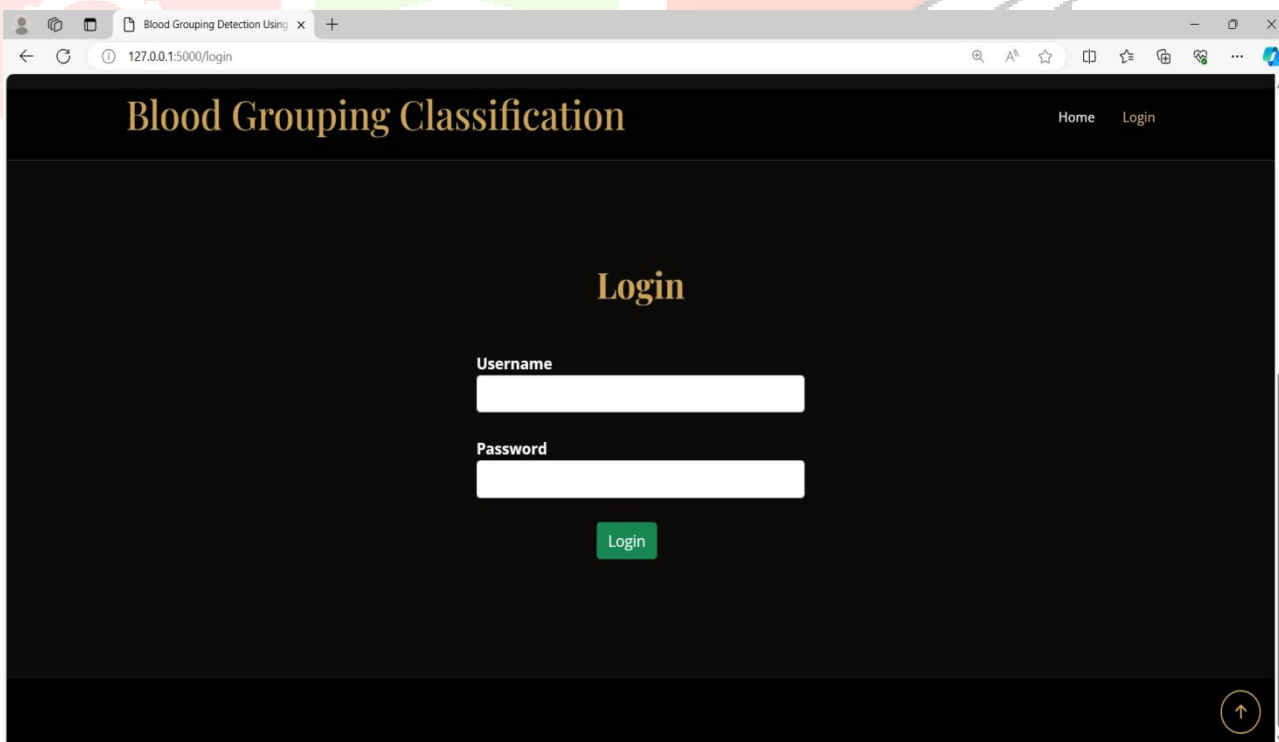 Blood Grouping Detection Using
127.0.0.1:5000/login
Blood Grouping Classification
Home Login
Login
Username
Password
Login